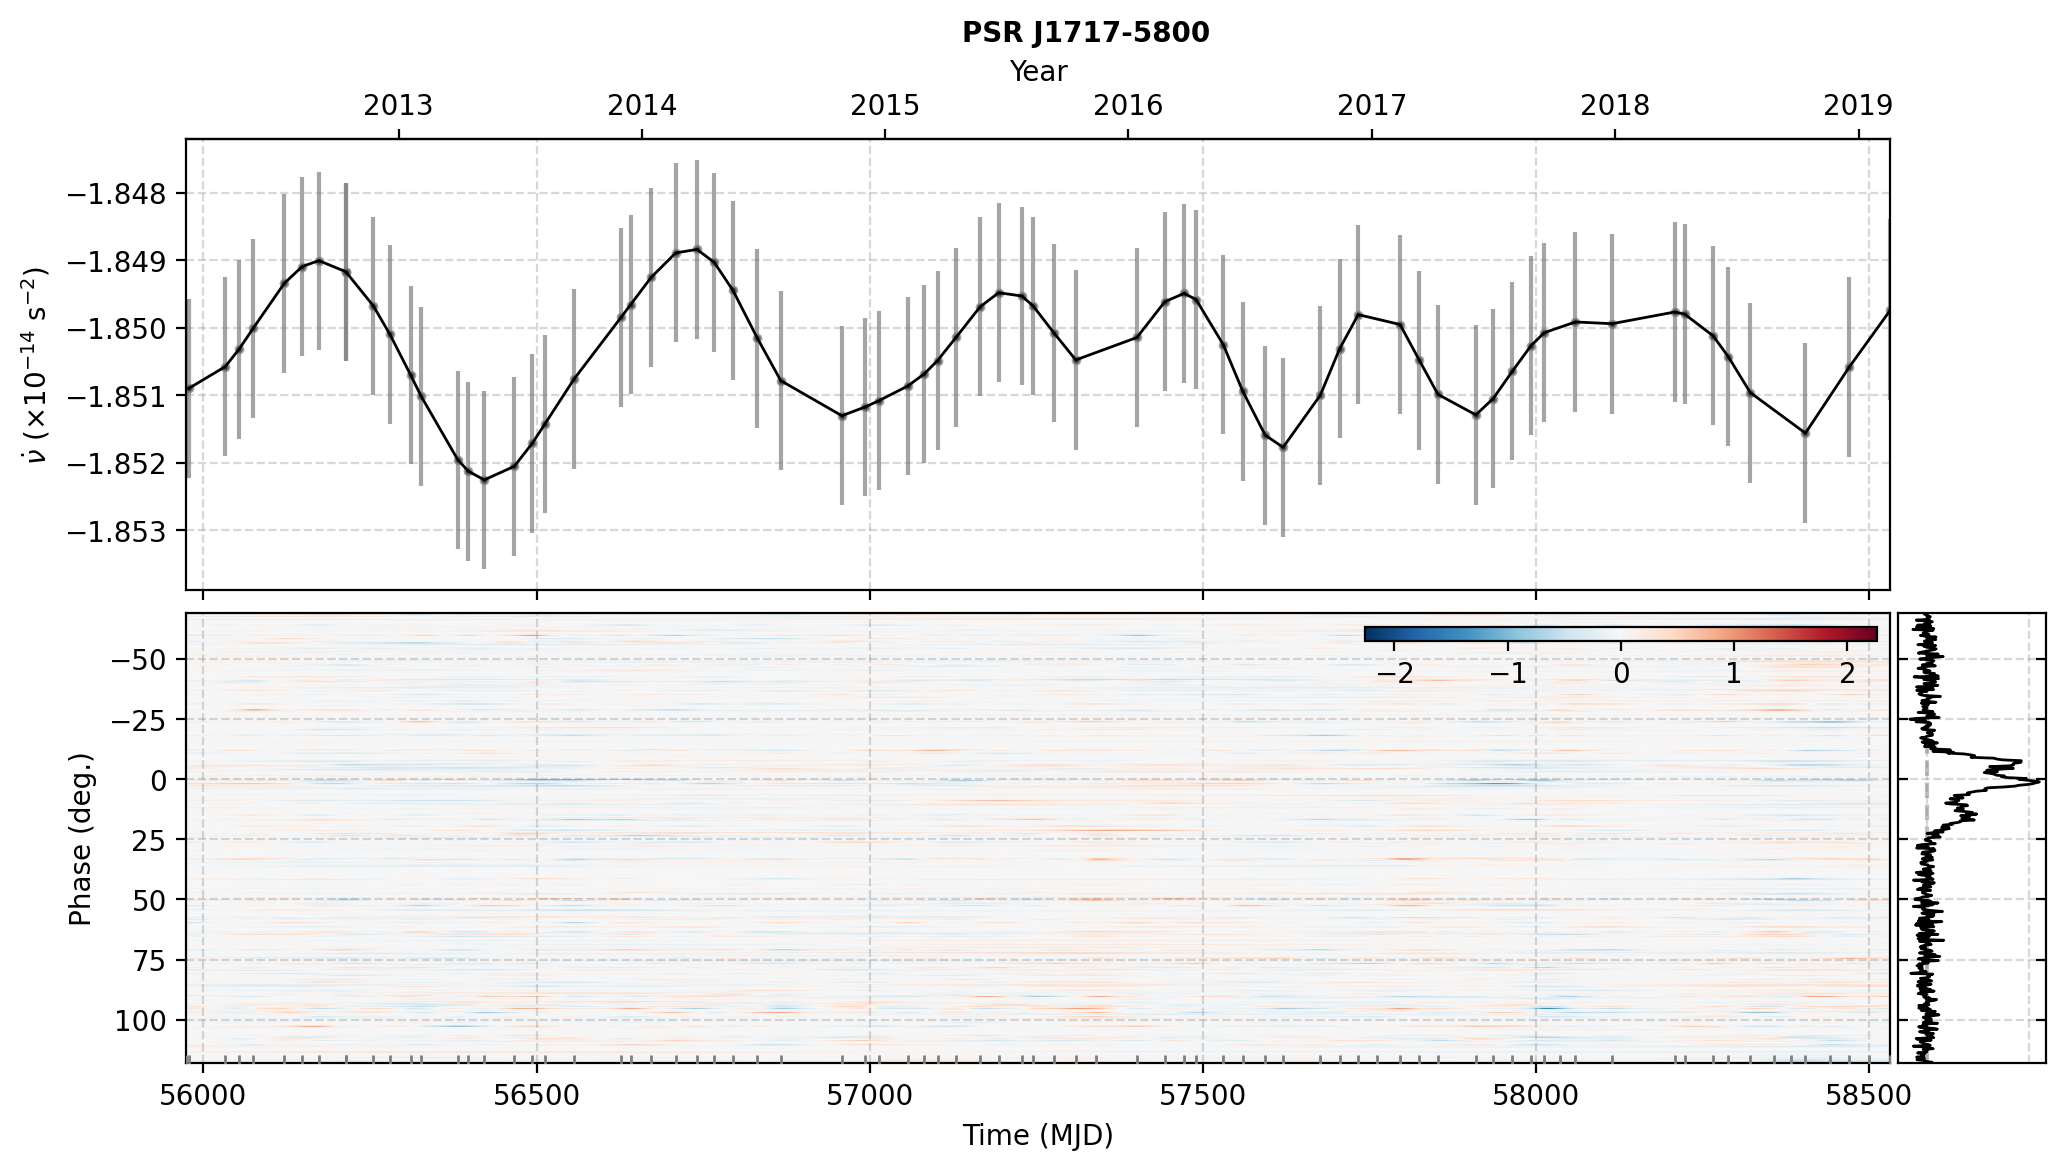 PSR J1717-5800
Year
2013 2014 2015 2016 2017 2018 2019
−1.848
−1.849
−1.850
−1.851
−1.852
−1.853
ν̇ (×10⁻¹⁴ s⁻²)
−2 −1 0 1 2
−50
−25
0
25
50
75
100
Phase (deg.)
56000 56500 57000 57500 58000 58500
Time (MJD)